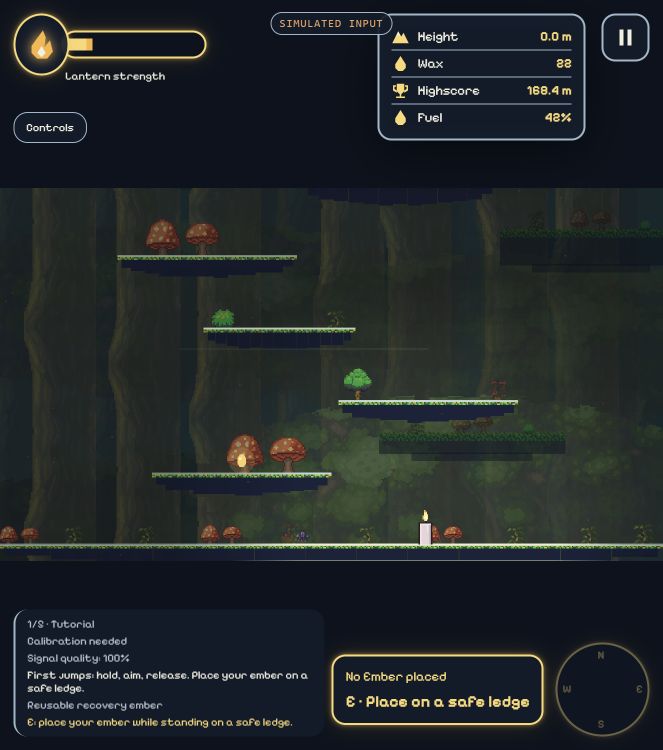 SIMULATED INPUT
Lantern strength
Controls
Height 0.0 m
Wax 22
Highscore 168.4 m
Fuel 42%
1/8 · Tutorial
Calibration needed
Signal quality: 100%
First jumps: hold, aim, release. Place your ember on a
safe ledge.
Reusable recovery ember
E: place your ember while standing on a safe ledge.
No Ember placed
E · Place on a safe ledge
N
W E
S